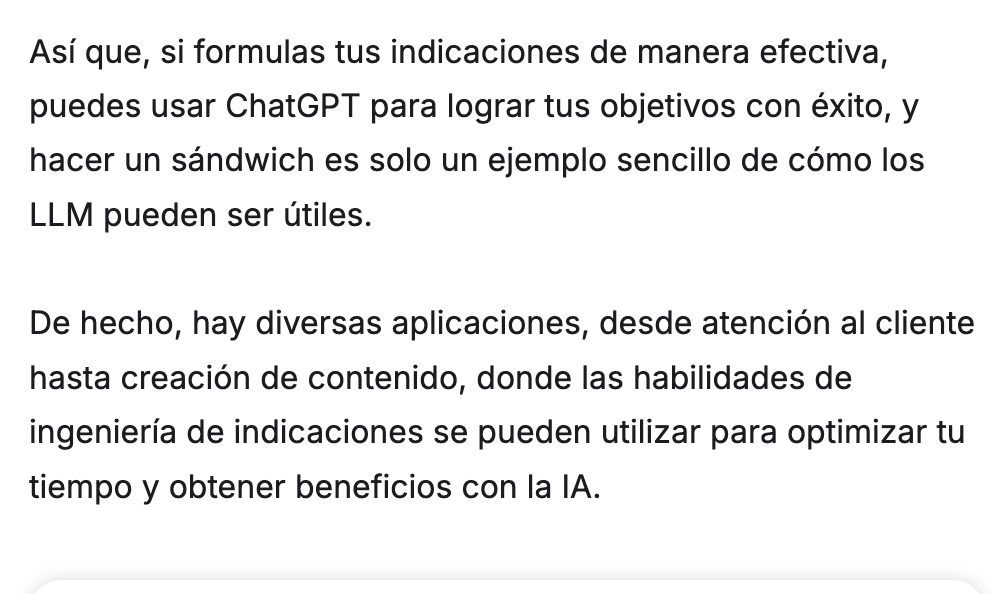 Así que, si formulas tus indicaciones de manera efectiva,
puedes usar ChatGPT para lograr tus objetivos con éxito, y
hacer un sándwich es solo un ejemplo sencillo de cómo los
LLM pueden ser útiles.
De hecho, hay diversas aplicaciones, desde atención al cliente
hasta creación de contenido, donde las habilidades de
ingeniería de indicaciones se pueden utilizar para optimizar tu
tiempo y obtener beneficios con la IA.